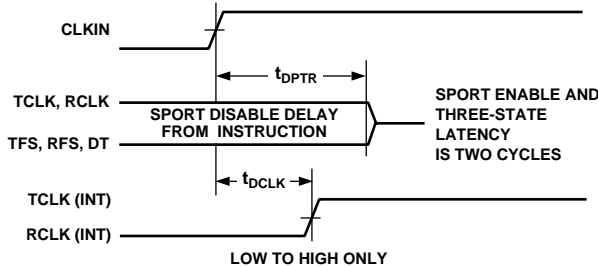 CLKIN
tDPTR
TCLK, RCLK
SPORT DISABLE DELAY
FROM INSTRUCTION
TFS, RFS, DT
SPORT ENABLE AND
THREE-STATE
LATENCY
IS TWO CYCLES
tDCLK
TCLK (INT)
RCLK (INT)
LOW TO HIGH ONLY